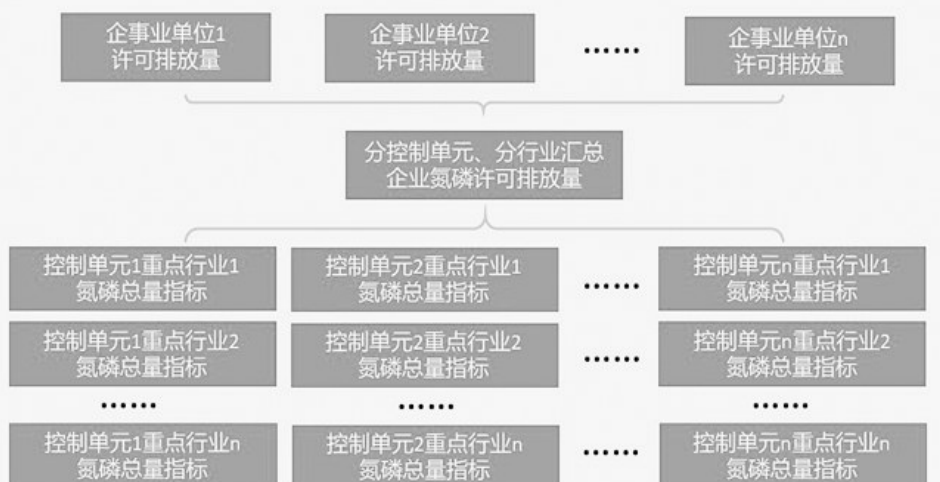 企事业单位1
许可排放量
企事业单位2
许可排放量
……
企事业单位n
许可排放量
分控制单元、分行业汇总
企业氮磷许可排放量
控制单元1重点行业1
氮磷总量指标
控制单元2重点行业1
氮磷总量指标
……
控制单元n重点行业1
氮磷总量指标
控制单元1重点行业2
氮磷总量指标
控制单元2重点行业2
氮磷总量指标
……
控制单元n重点行业2
氮磷总量指标
……
……
……
控制单元1重点行业n
氮磷总量指标
控制单元2重点行业n
氮磷总量指标
……
控制单元n重点行业n
氮磷总量指标